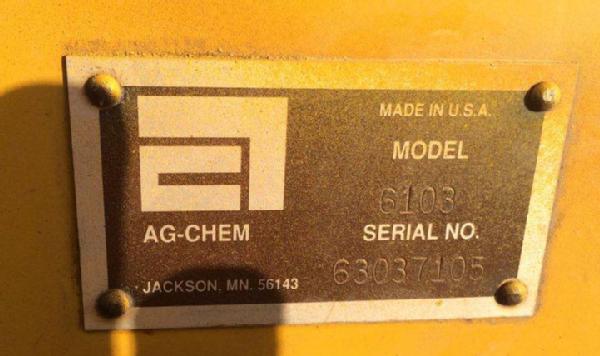 MADE IN U.S.A.
MODEL
6103
AG-CHEM
SERIAL NO.
JACKSON, MN. 56143
63037105